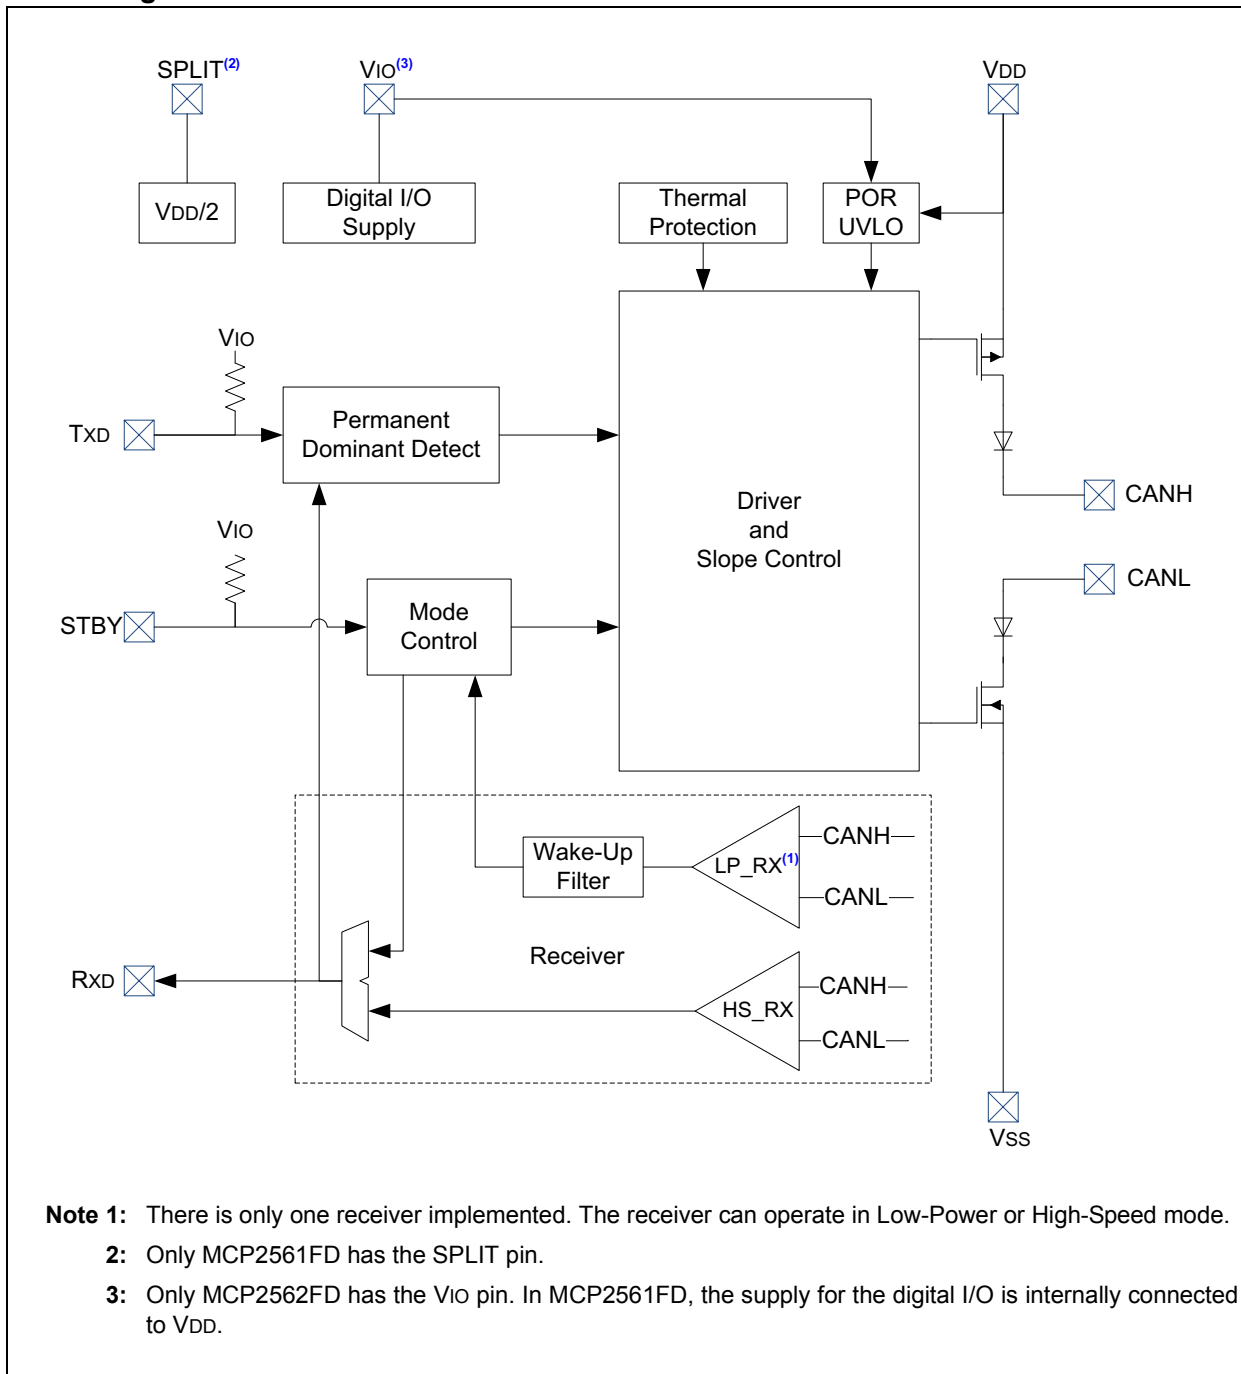 SPLIT(2)
VIO(3)
VDD
VDD/2
Digital I/O
Supply
Thermal
Protection
POR
UVLO
VIO
TXD
Permanent
Dominant Detect
CANH
Driver
and
Slope Control
VIO
CANL
STBY
Mode
Control
Wake-Up
Filter
LP_RX(1)
CANH
CANL
Receiver
RXD
HS_RX
CANH
CANL
VSS
Note 1: There is only one receiver implemented. The receiver can operate in Low-Power or High-Speed mode.
2: Only MCP2561FD has the SPLIT pin.
3: Only MCP2562FD has the VIO pin. In MCP2561FD, the supply for the digital I/O is internally connected
to VDD.